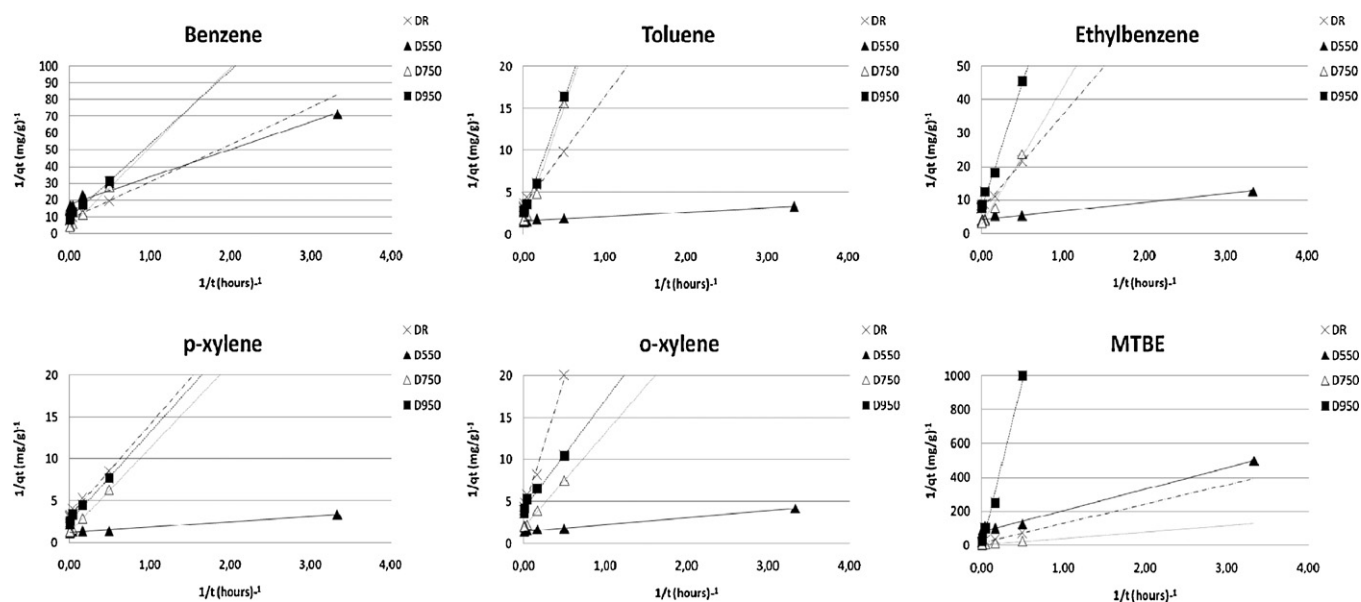 Benzene
1/qt (mg/g)-1
100
90
80
70
60
50
40
30
20
10
0
0,00 1,00 2,00 3,00 4,00
1/t (hours)-1
DR
D550
D750
D950
Toluene
1/qt (mg/g)-1
20
15
10
5
0
0,00 1,00 2,00 3,00 4,00
1/t (hours)-1
DR
D550
D750
D950
Ethylbenzene
1/qt (mg/g)-1
50
40
30
20
10
0
0,00 1,00 2,00 3,00 4,00
1/t (hours)-1
DR
D550
D750
D950
p-xylene
1/qt (mg/g)-1
20
15
10
5
0
0,00 1,00 2,00 3,00 4,00
1/t (hours)-1
DR
D550
D750
D950
o-xylene
1/qt (mg/g)-1
20
15
10
5
0
0,00 1,00 2,00 3,00 4,00
1/t (hours)-1
DR
D550
D750
D950
MTBE
1/qt (mg/g)-1
1000
800
600
400
200
0
0,00 1,00 2,00 3,00 4,00
1/t (hours)-1
DR
D550
D750
D950